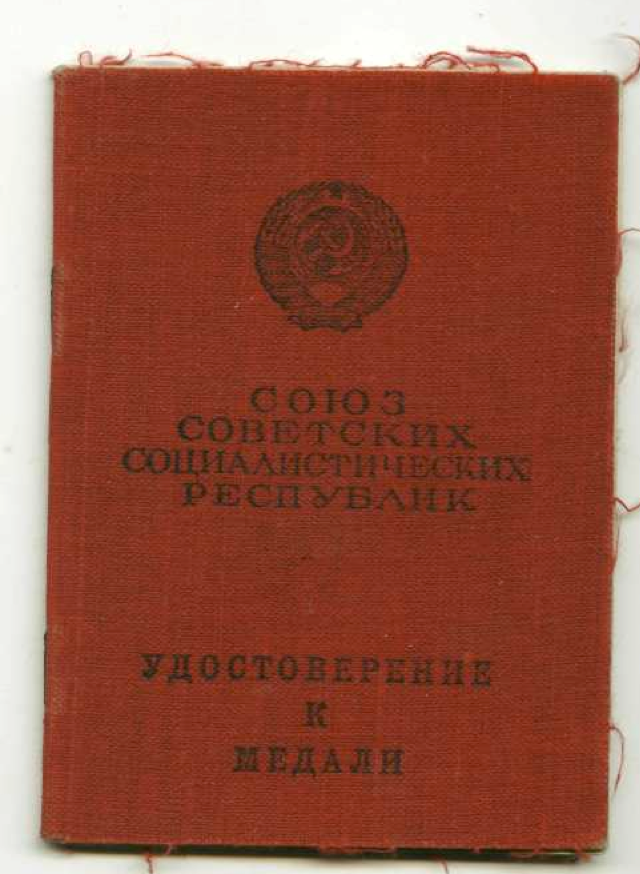 СОЮЗ
СОВЕТСКИХ
СОЦИАЛИСТИЧЕСКИХ
РЕСПУБЛИК
УДОСТОВЕРЕНИЕ
К
МЕДАЛИ